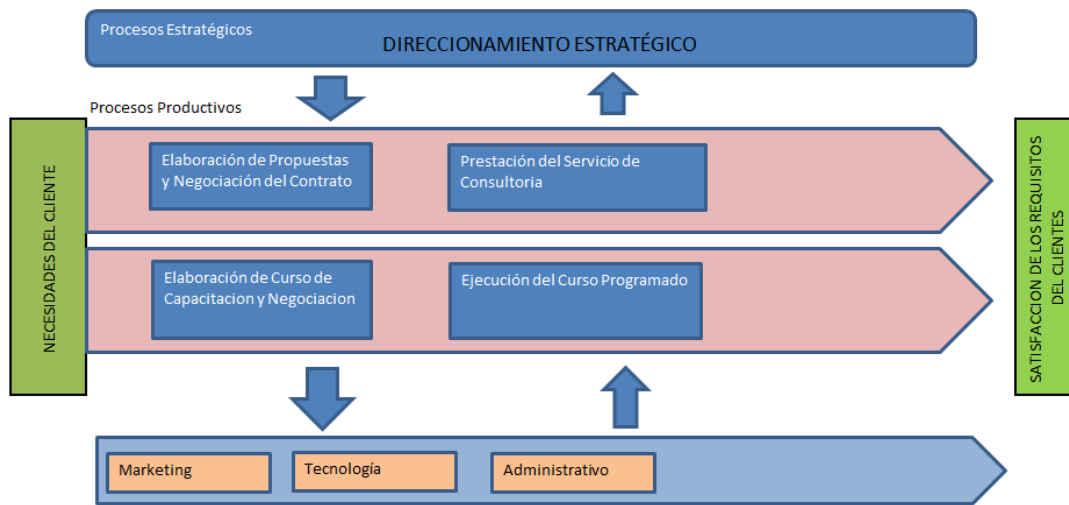 Procesos Estratégicos
DIRECCIONAMIENTO ESTRATÉGICO
Procesos Productivos
NECESIDADES DEL CLIENTE
Elaboración de Propuestas
y Negociación del Contrato
Prestación del Servicio de
Consultoria
Elaboración de Curso de
Capacitacion y Negociacion
Ejecución del Curso Programado
SATISFACCION DE LOS REQUISITOS
DEL CLIENTES
Marketing
Tecnología
Administrativo